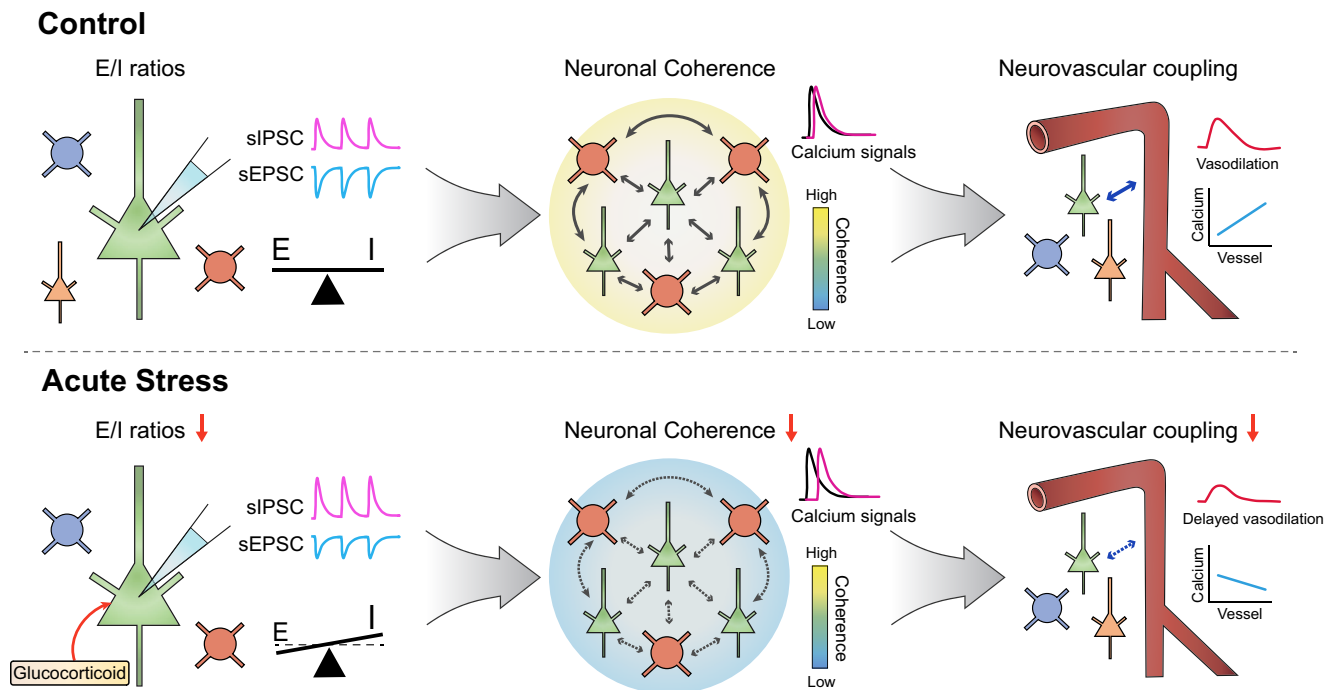 Control
E/I ratios
Neuronal Coherence
Neurovascular coupling
sIPSC
sEPSC
E I
Calcium signals
High
Coherence
Low
Vasodilation
Calcium
Vessel
Acute Stress
E/I ratios
Neuronal Coherence
Neurovascular coupling
sIPSC
sEPSC
E I
Glucocorticoid
Calcium signals
High
Coherence
Low
Delayed vasodilation
Calcium
Vessel